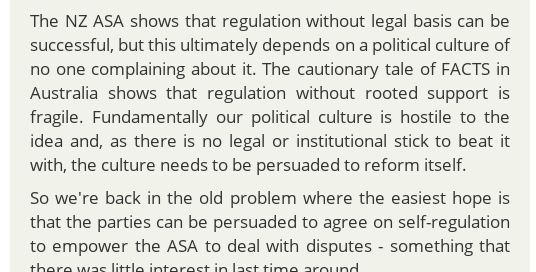 The NZ ASA shows that regulation without legal basis can be
successful, but this ultimately depends on a political culture of
no one complaining about it. The cautionary tale of FACTS in
Australia shows that regulation without rooted support is
fragile. Fundamentally our political culture is hostile to the
idea and, as there is no legal or institutional stick to beat it
with, the culture needs to be persuaded to reform itself.
So we're back in the old problem where the easiest hope is
that the parties can be persuaded to agree on self-regulation
to empower the ASA to deal with disputes - something that
there was little interest in last time around.